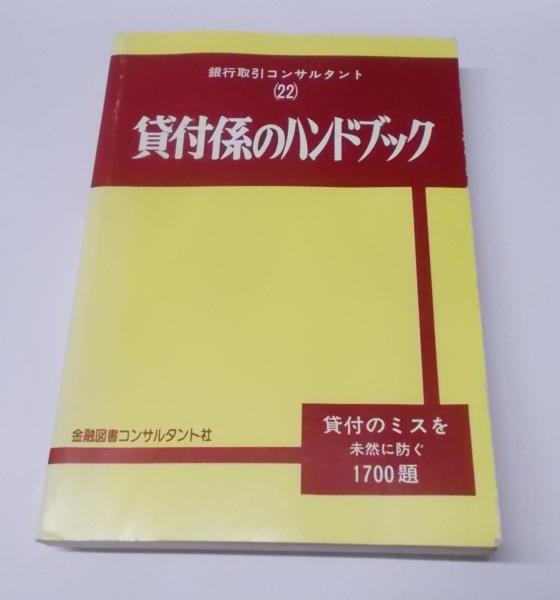 銀行取引コンサルタント
(22)
貸付係のハンドブック
金融図書コンサルタント社
貸付のミスを
未然に防ぐ
1700題